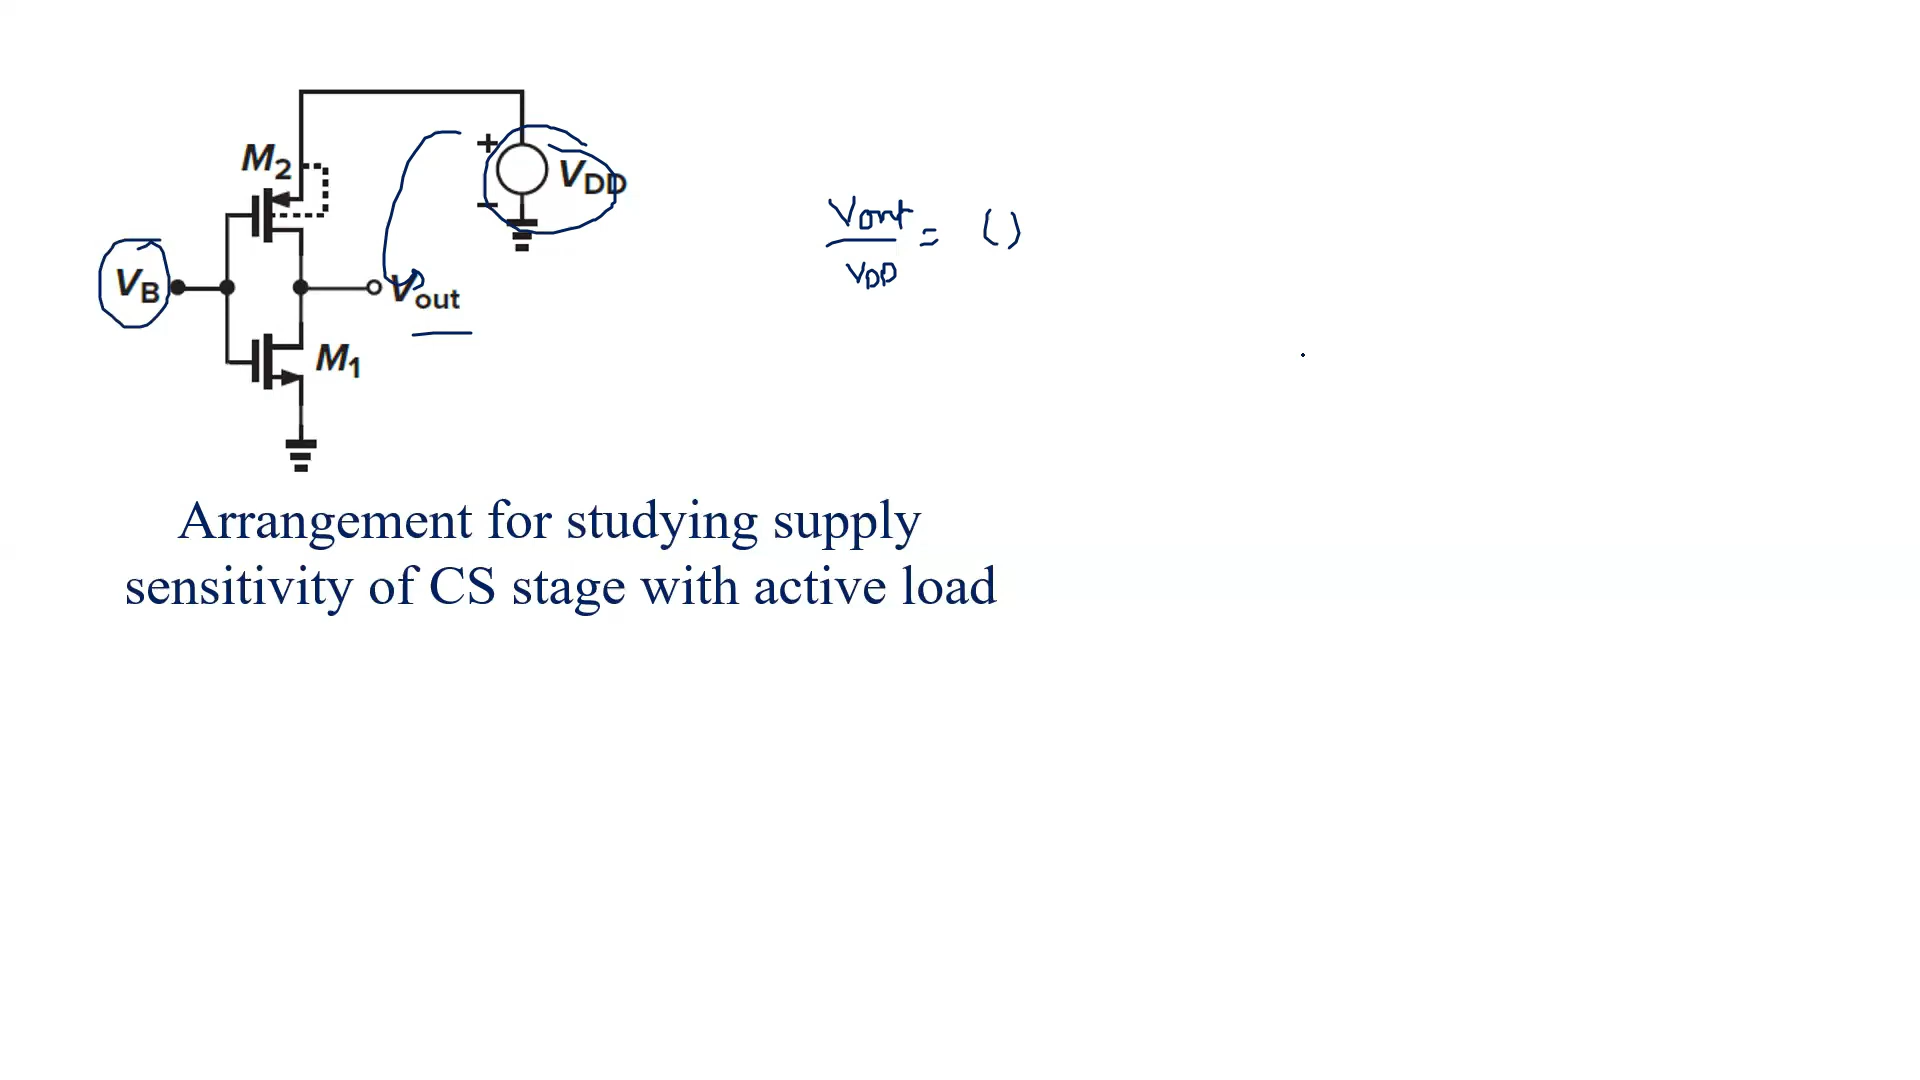 M2
+
VDD
−
VB
Vout
M1
Vout
VDD
= ( )
Arrangement for studying supply
sensitivity of CS stage with active load